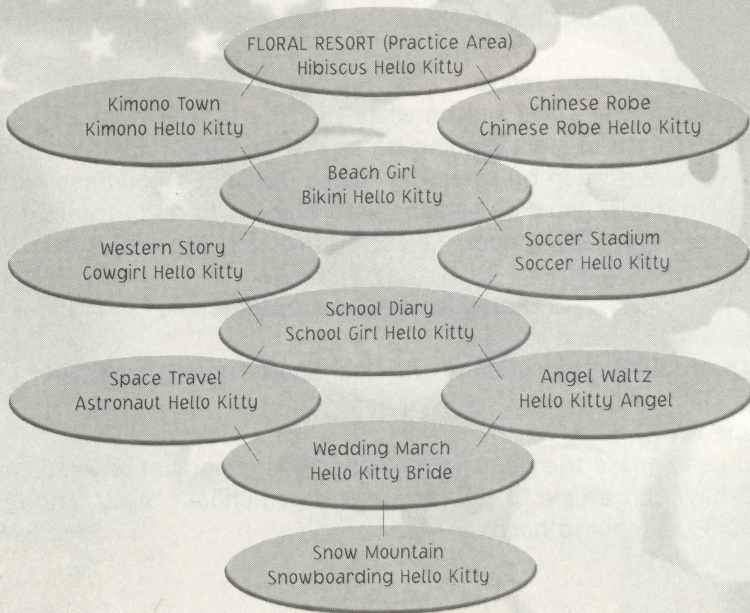 FLORAL RESORT (Practice Area)
Hibiscus Hello Kitty
Kimono Town
Kimono Hello Kitty
Chinese Robe
Chinese Robe Hello Kitty
Beach Girl
Bikini Hello Kitty
Western Story
Cowgirl Hello Kitty
Soccer Stadium
Soccer Hello Kitty
School Diary
School Girl Hello Kitty
Space Travel
Astronaut Hello Kitty
Angel Waltz
Hello Kitty Angel
Wedding March
Hello Kitty Bride
Snow Mountain
Snowboarding Hello Kitty